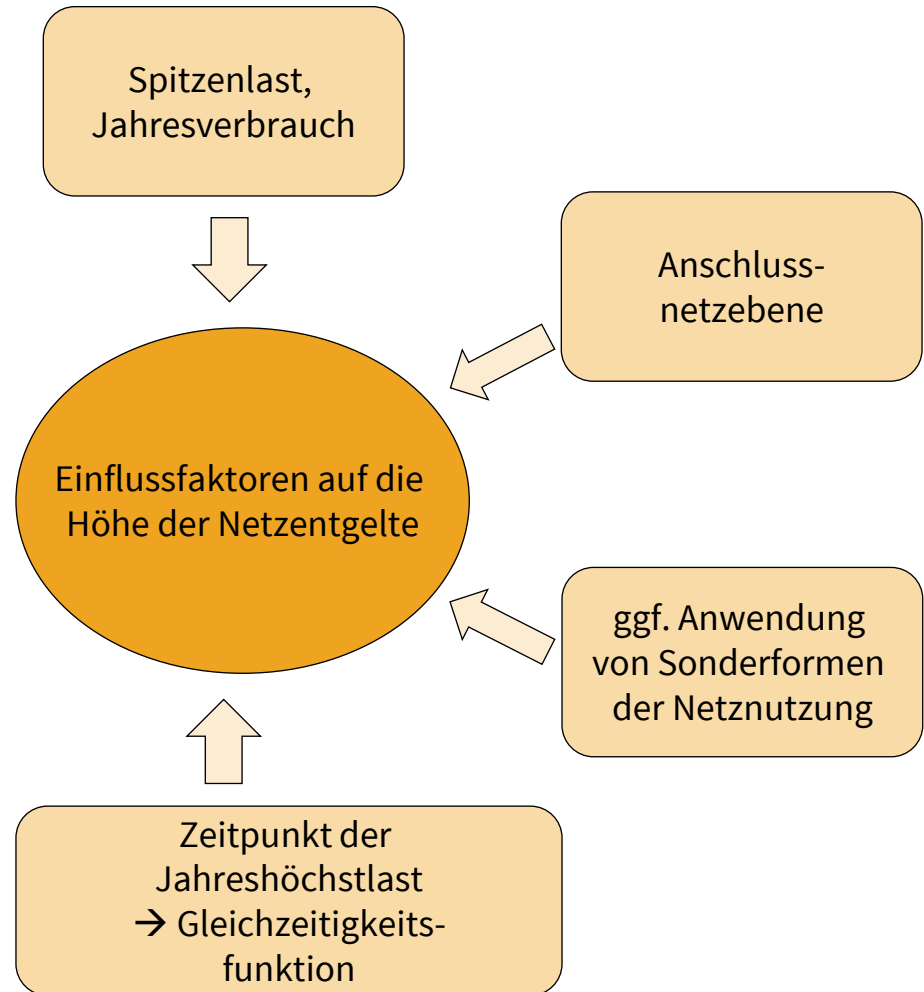 Spitzenlast,
Jahresverbrauch
Anschluss-
netzebene
Einflussfaktoren auf die
Höhe der Netzentgelte
ggf. Anwendung
von Sonderformen
der Netznutzung
Zeitpunkt der
Jahreshöchstlast
→ Gleichzeitigkeits-
funktion